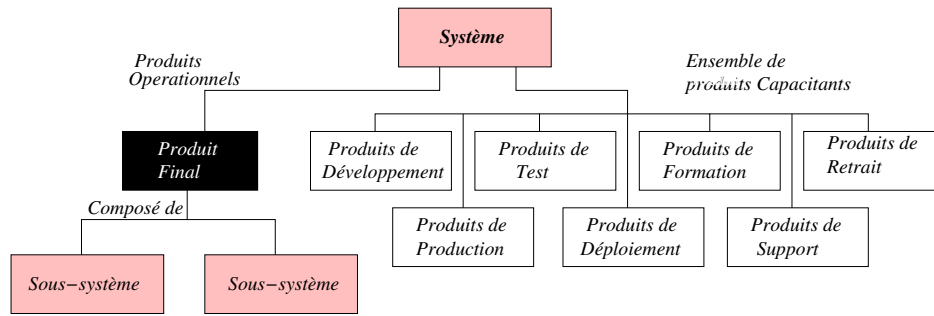 Système
Produits
Operationnels
Ensemble de
produits Capacitants
Produit
Final
Produits de
Développement
Produits de
Test
Produits de
Formation
Produits de
Retrait
Composé de
Produits de
Production
Produits de
Déploiement
Produits de
Support
Sous−système
Sous−système